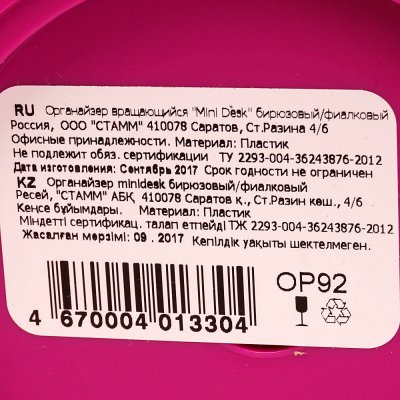 RU Органайзер вращающийся "Mini Desk" бирюзовый/фиалковый
Россия, ООО "СТАММ" 410078 Саратов, Ст.Разина 4/6
Офисные принадлежности. Материал: Пластик
Не подлежит обяз. сертификации ТУ 2293-004-36243876-2012
Дата изготовления: Сентябрь 2017 Срок годности не ограничен
KZ Органайзер minidesk бирюзовый/фиалковый
Ресей, "СТАММ" АБҚ 410078 Саратов қ., Ст.Разин көш., 4/6
Кеңсе бұйымдары. Материал: Пластик
Міндетті сертификац. талап етпейді ТЖ 2293-004-36243876-2012
Жасалған мерзімі: 09 . 2017 Кепілдік уақыты шектелмеген.
ОР92
4 670004 013304